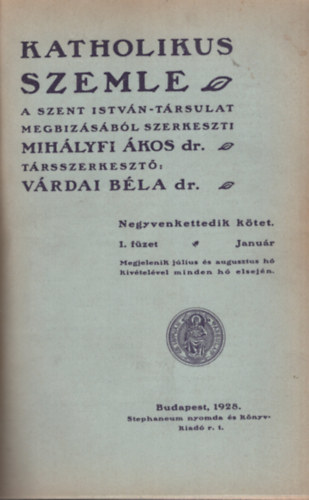 KATHOLIKUS
SZEMLE
A SZENT ISTVÁN-TÁRSULAT
MEGBIZÁSÁBÓL SZERKESZTI
MIHÁLYFI ÁKOS dr.
TÁRSSZERKESZTŐ:
VÁRDAI BÉLA dr.
Negyvenkettedik kötet.
I. füzet Január
Megjelenik július és augusztus hó
kivételével minden hó elsején.
Budapest, 1928.
Stephaneum nyomda és könyv-
kiadó r. t.